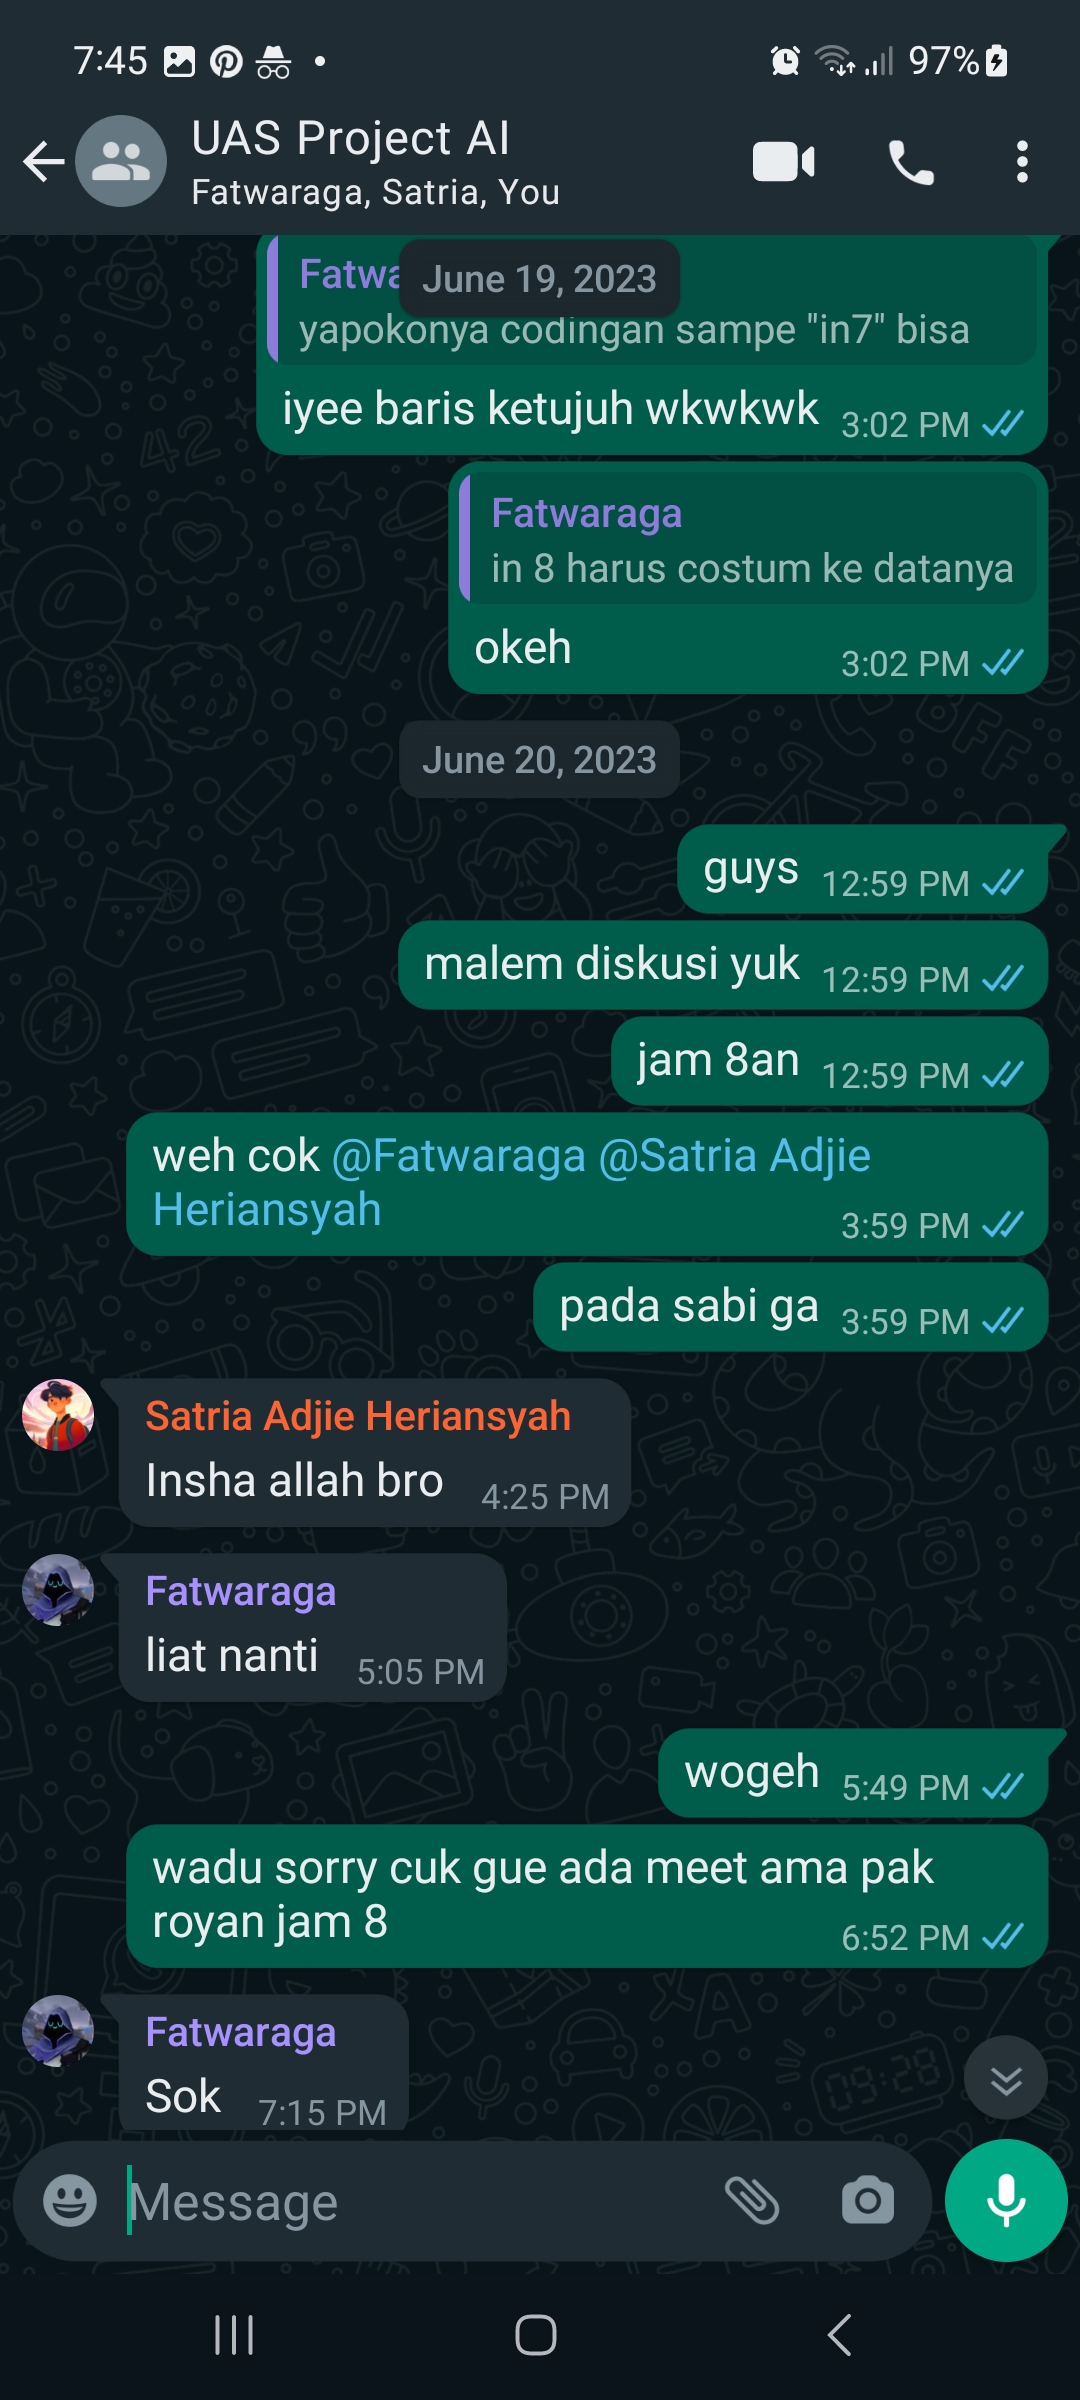 7:45
97%
UAS Project AI
Fatwaraga, Satria, You
June 19, 2023
yapokonya codingan sampe "in7" bisa
iyee baris ketujuh wkwkwk 3:02 PM
Fatwaraga
in 8 harus costum ke datanya
okeh 3:02 PM
June 20, 2023
guys 12:59 PM
malem diskusi yuk 12:59 PM
jam 8an 12:59 PM
weh cok @Fatwaraga @Satria Adjie
Heriansyah 3:59 PM
pada sabi ga 3:59 PM
Satria Adjie Heriansyah
Insha allah bro 4:25 PM
Fatwaraga
liat nanti 5:05 PM
wogeh 5:49 PM
wadu sorry cuk gue ada meet ama pak
royan jam 8 6:52 PM
Fatwaraga
Sok 7:15 PM
Message